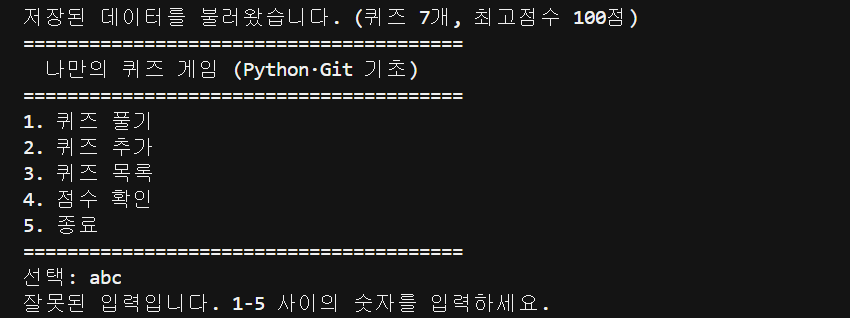 저장된 데이터를 불러왔습니다. (퀴즈 7개, 최고점수 100점)
========================================
나만의 퀴즈 게임 (Python·Git 기초)
========================================
1. 퀴즈 풀기
2. 퀴즈 추가
3. 퀴즈 목록
4. 점수 확인
5. 종료
========================================
선택: abc
잘못된 입력입니다. 1-5 사이의 숫자를 입력하세요.